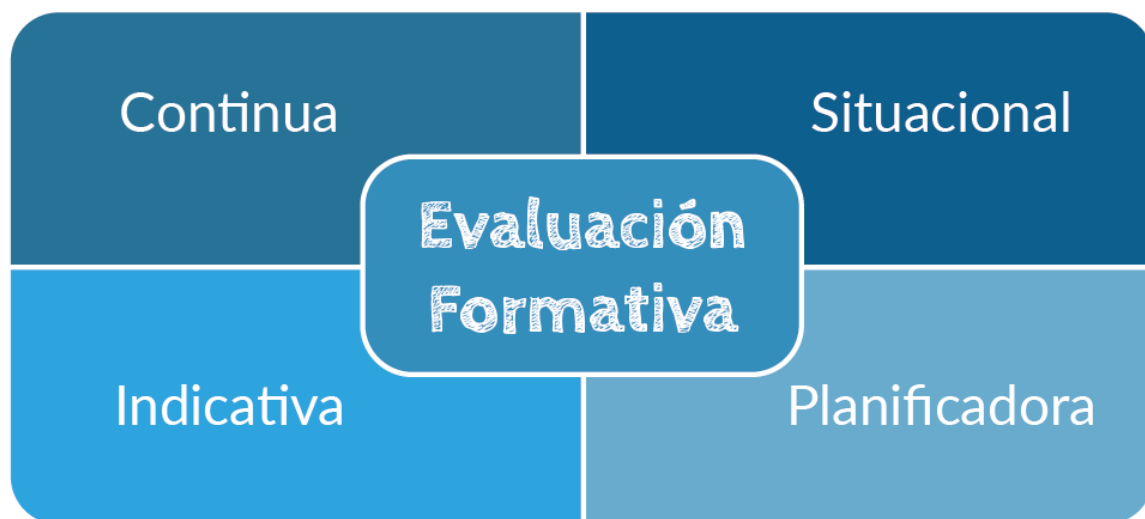 Continua
Situacional
Evaluación
Formativa
Indicativa
Planificadora